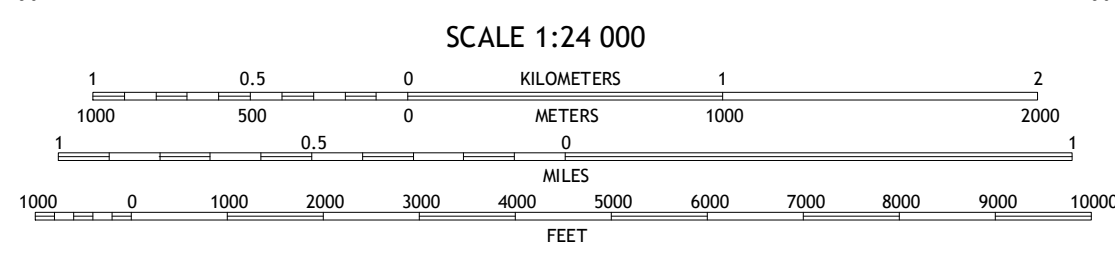 SCALE 1:24 000
1 0.5 0 KILOMETERS 1 2
1000 500 0 METERS 1000 2000
1 0.5 0 1
MILES
1000 0 1000 2000 3000 4000 5000 6000 7000 8000 9000 10000
FEET